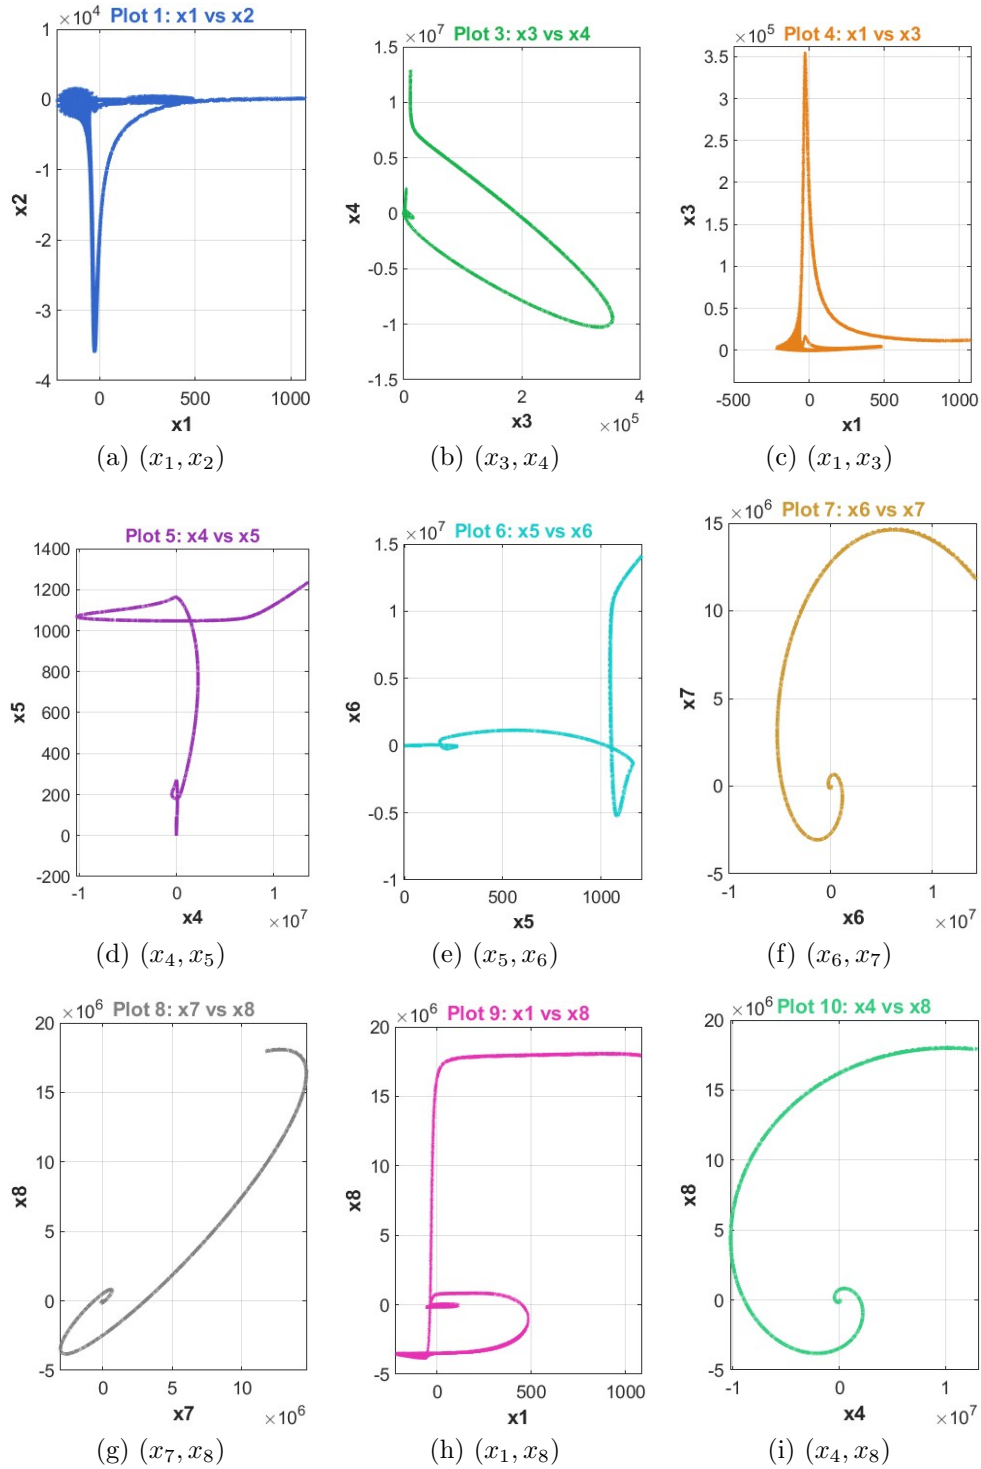 ×10⁴ Plot 1: x1 vs x2
1
0
-1
-2
-3
-4
x2
0 500 1000
x1
(a) (x₁, x₂)
×10⁷ Plot 3: x3 vs x4
1.5
1
0.5
0
-0.5
-1
-1.5
x4
0 2 4
x3 ×10⁵
(b) (x₃, x₄)
×10⁵ Plot 4: x1 vs x3
3.5
3
2.5
2
1.5
1
0.5
0
x3
-500 0 500 1000
x1
(c) (x₁, x₃)
Plot 5: x4 vs x5
1400
1200
1000
800
600
400
200
0
-200
x5
-1 0 1
x4 ×10⁷
(d) (x₄, x₅)
×10⁷ Plot 6: x5 vs x6
1.5
1
0.5
0
-0.5
-1
x6
0 500 1000
x5
(e) (x₅, x₆)
×10⁶ Plot 7: x6 vs x7
15
10
5
0
-5
x7
-1 0 1
x6 ×10⁷
(f) (x₆, x₇)
×10⁶ Plot 8: x7 vs x8
20
15
10
5
0
-5
x8
0 5 10
x7 ×10⁶
(g) (x₇, x₈)
×10⁶ Plot 9: x1 vs x8
20
15
10
5
0
-5
x8
0 500 1000
x1
(h) (x₁, x₈)
×10⁶ Plot 10: x4 vs x8
20
15
10
5
0
-5
x8
-1 0 1
x4 ×10⁷
(i) (x₄, x₈)